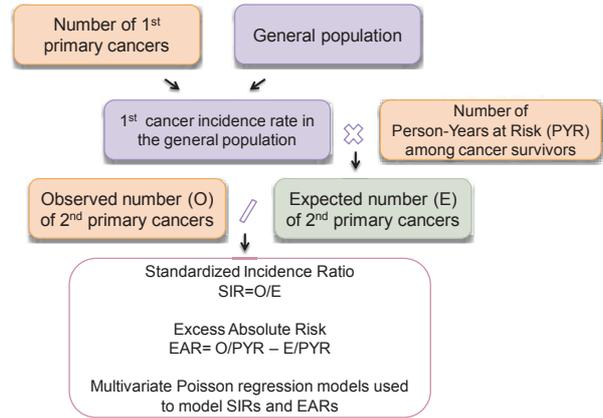 Number of 1st
primary cancers
General population
1st cancer incidence rate in
the general population
Number of
Person-Years at Risk (PYR)
among cancer survivors
Observed number (O)
of 2nd primary cancers
Expected number (E)
of 2nd primary cancers
Standardized Incidence Ratio
SIR=O/E
Excess Absolute Risk
EAR= O/PYR – E/PYR
Multivariate Poisson regression models used
to model SIRs and EARs